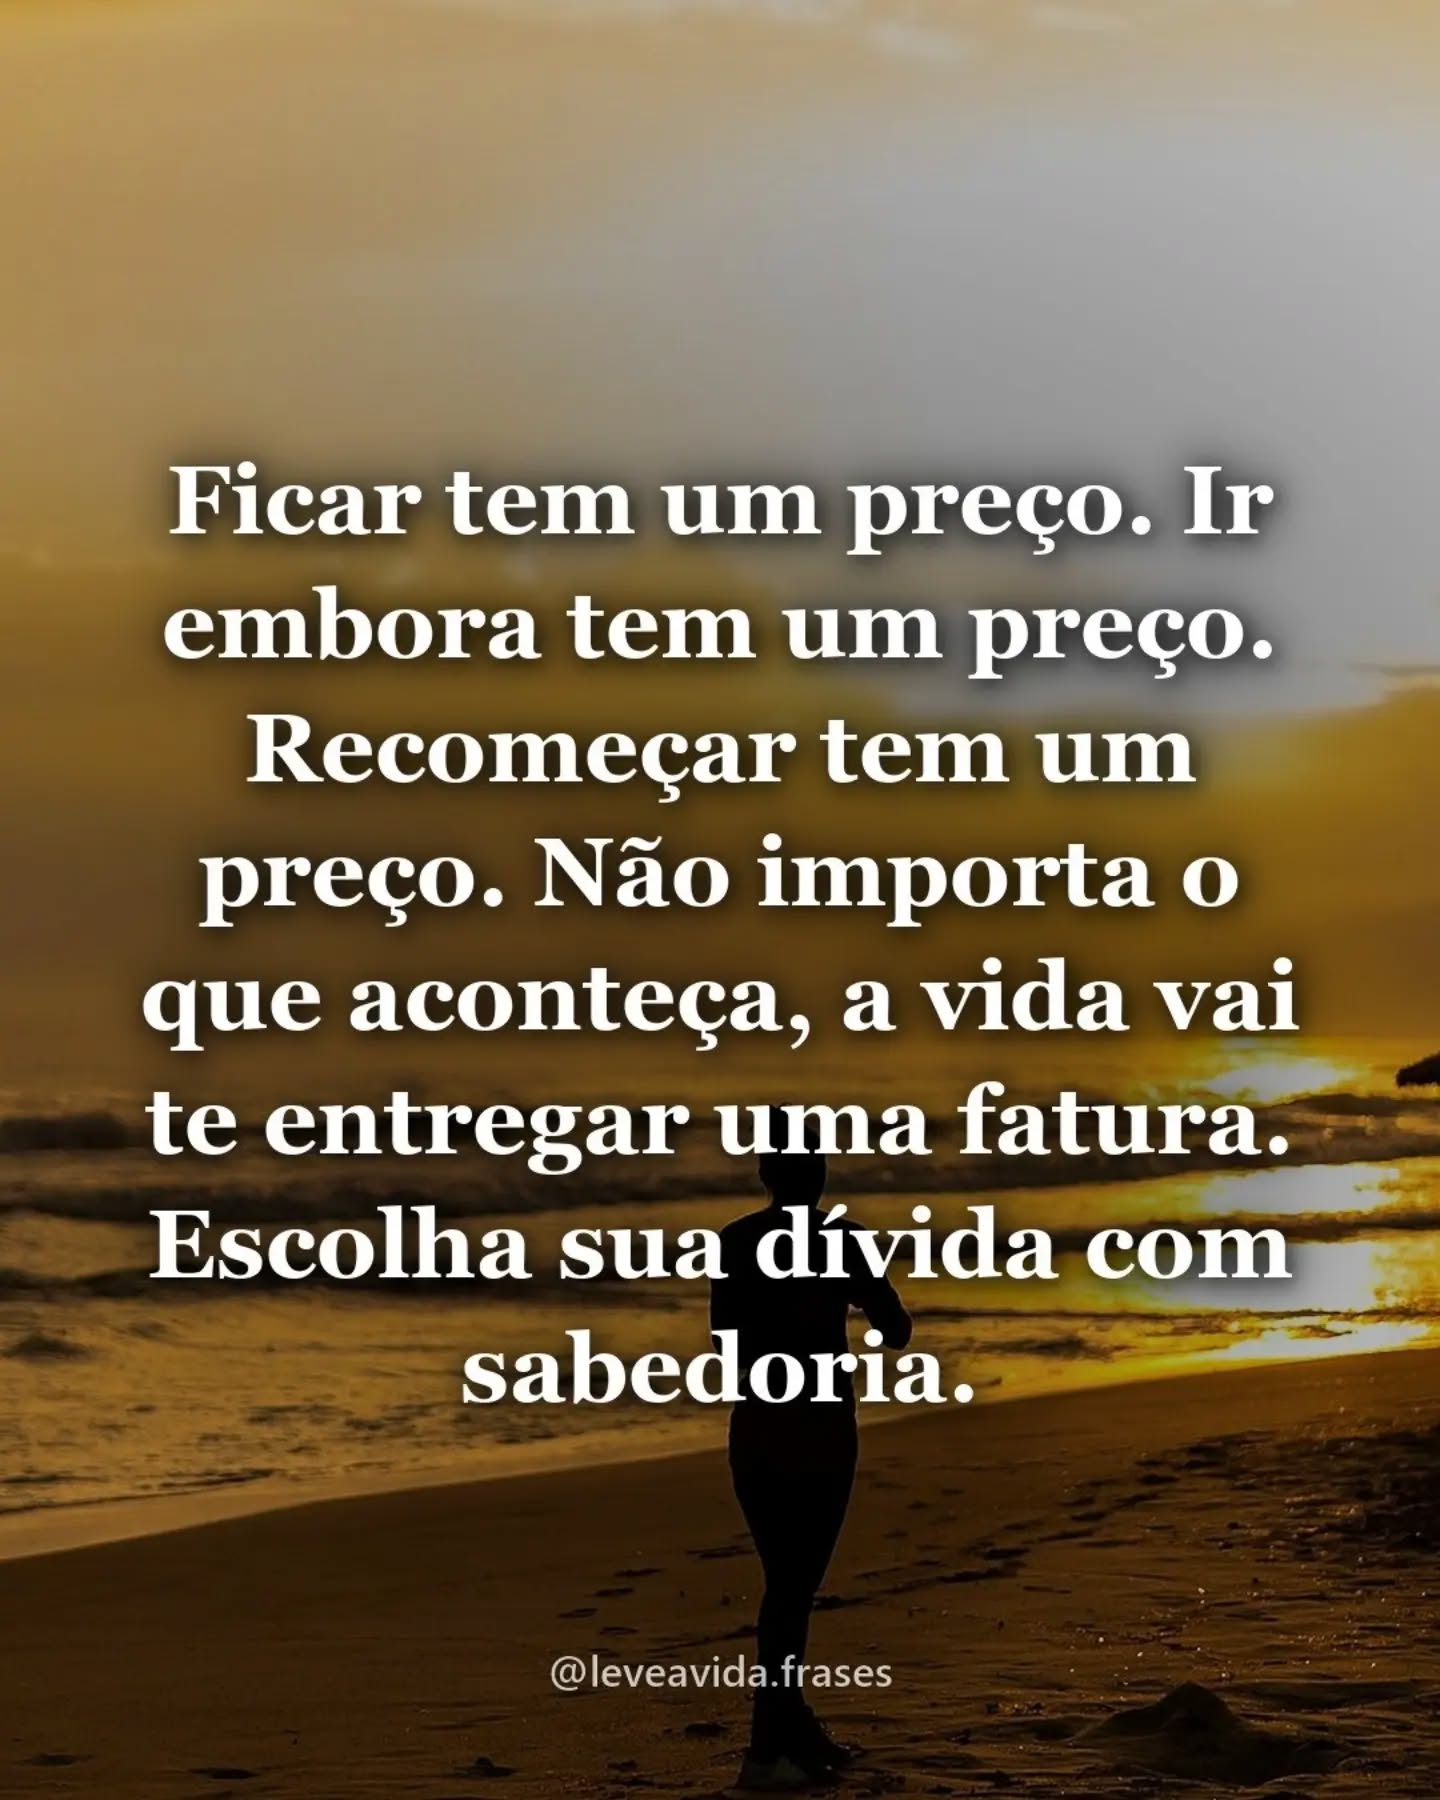 Ficar tem um preço. Ir
embora tem um preço.
Recomeçar tem um
preço. Não importa o
que aconteça, a vida vai
te entregar uma fatura.
Escolha sua dívida com
sabedoria.
@leveavida.frases